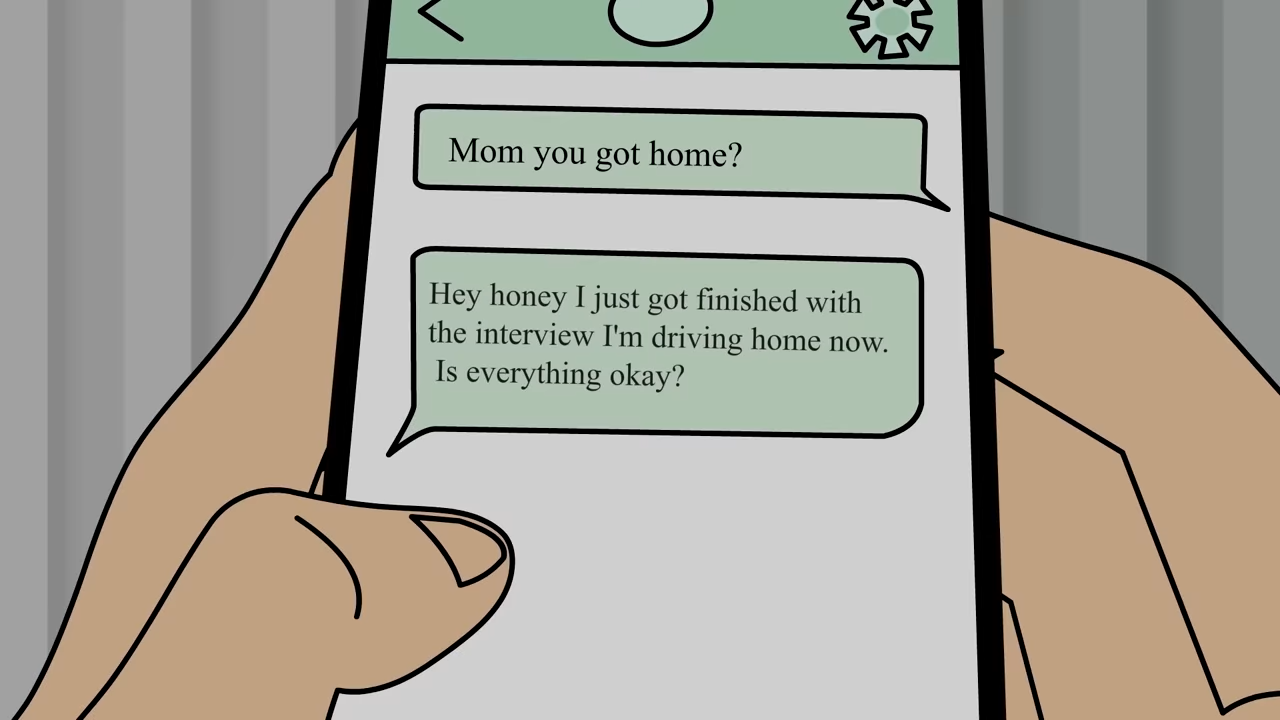 Mom you got home?
Hey honey I just got finished with
the interview I'm driving home now.
Is everything okay?